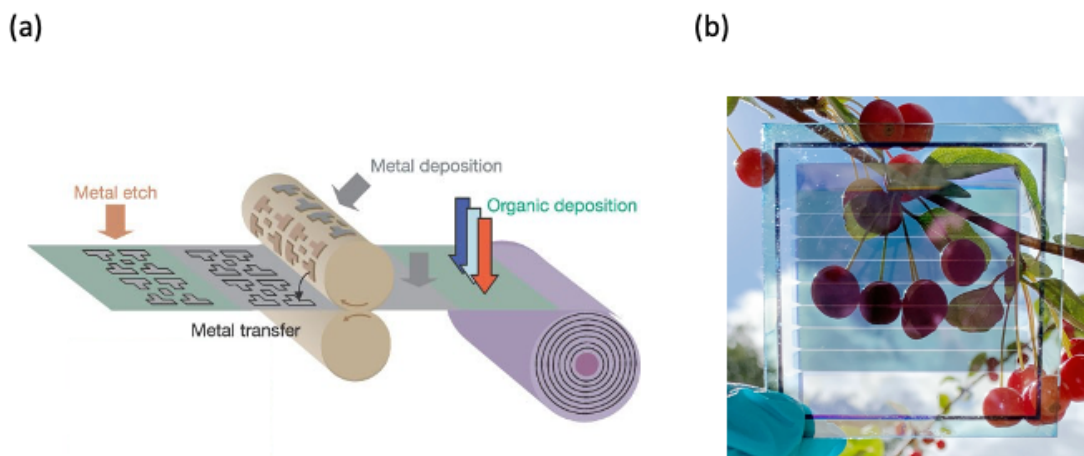 (a)
(b)
Metal deposition
Metal etch
Organic deposition
Metal transfer